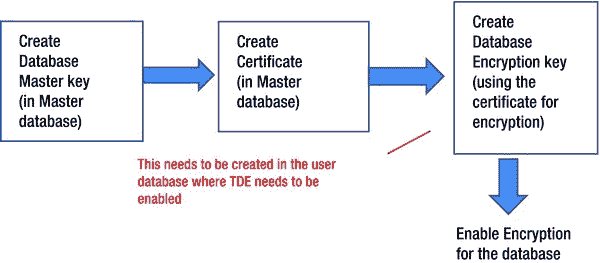 Create
Database
Master key
(in Master
database)
Create
Certificate
(in Master
database)
Create
Database
Encryption key
(using the
certificate for
encryption)
This needs to be created in the user
database where TDE needs to be
enabled
Enable Encryption
for the database